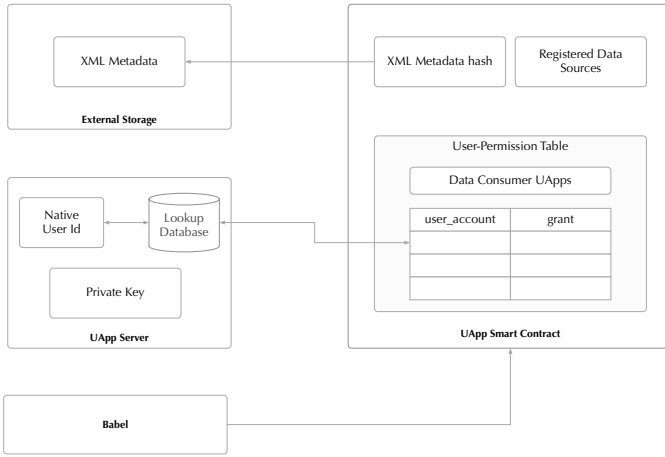 XML Metadata
External Storage
XML Metadata hash
Registered Data
Sources
User-Permission Table
Data Consumer UApps
user_account grant
UApp Smart Contract
Native
User Id
Lookup
Database
Private Key
UApp Server
Babel